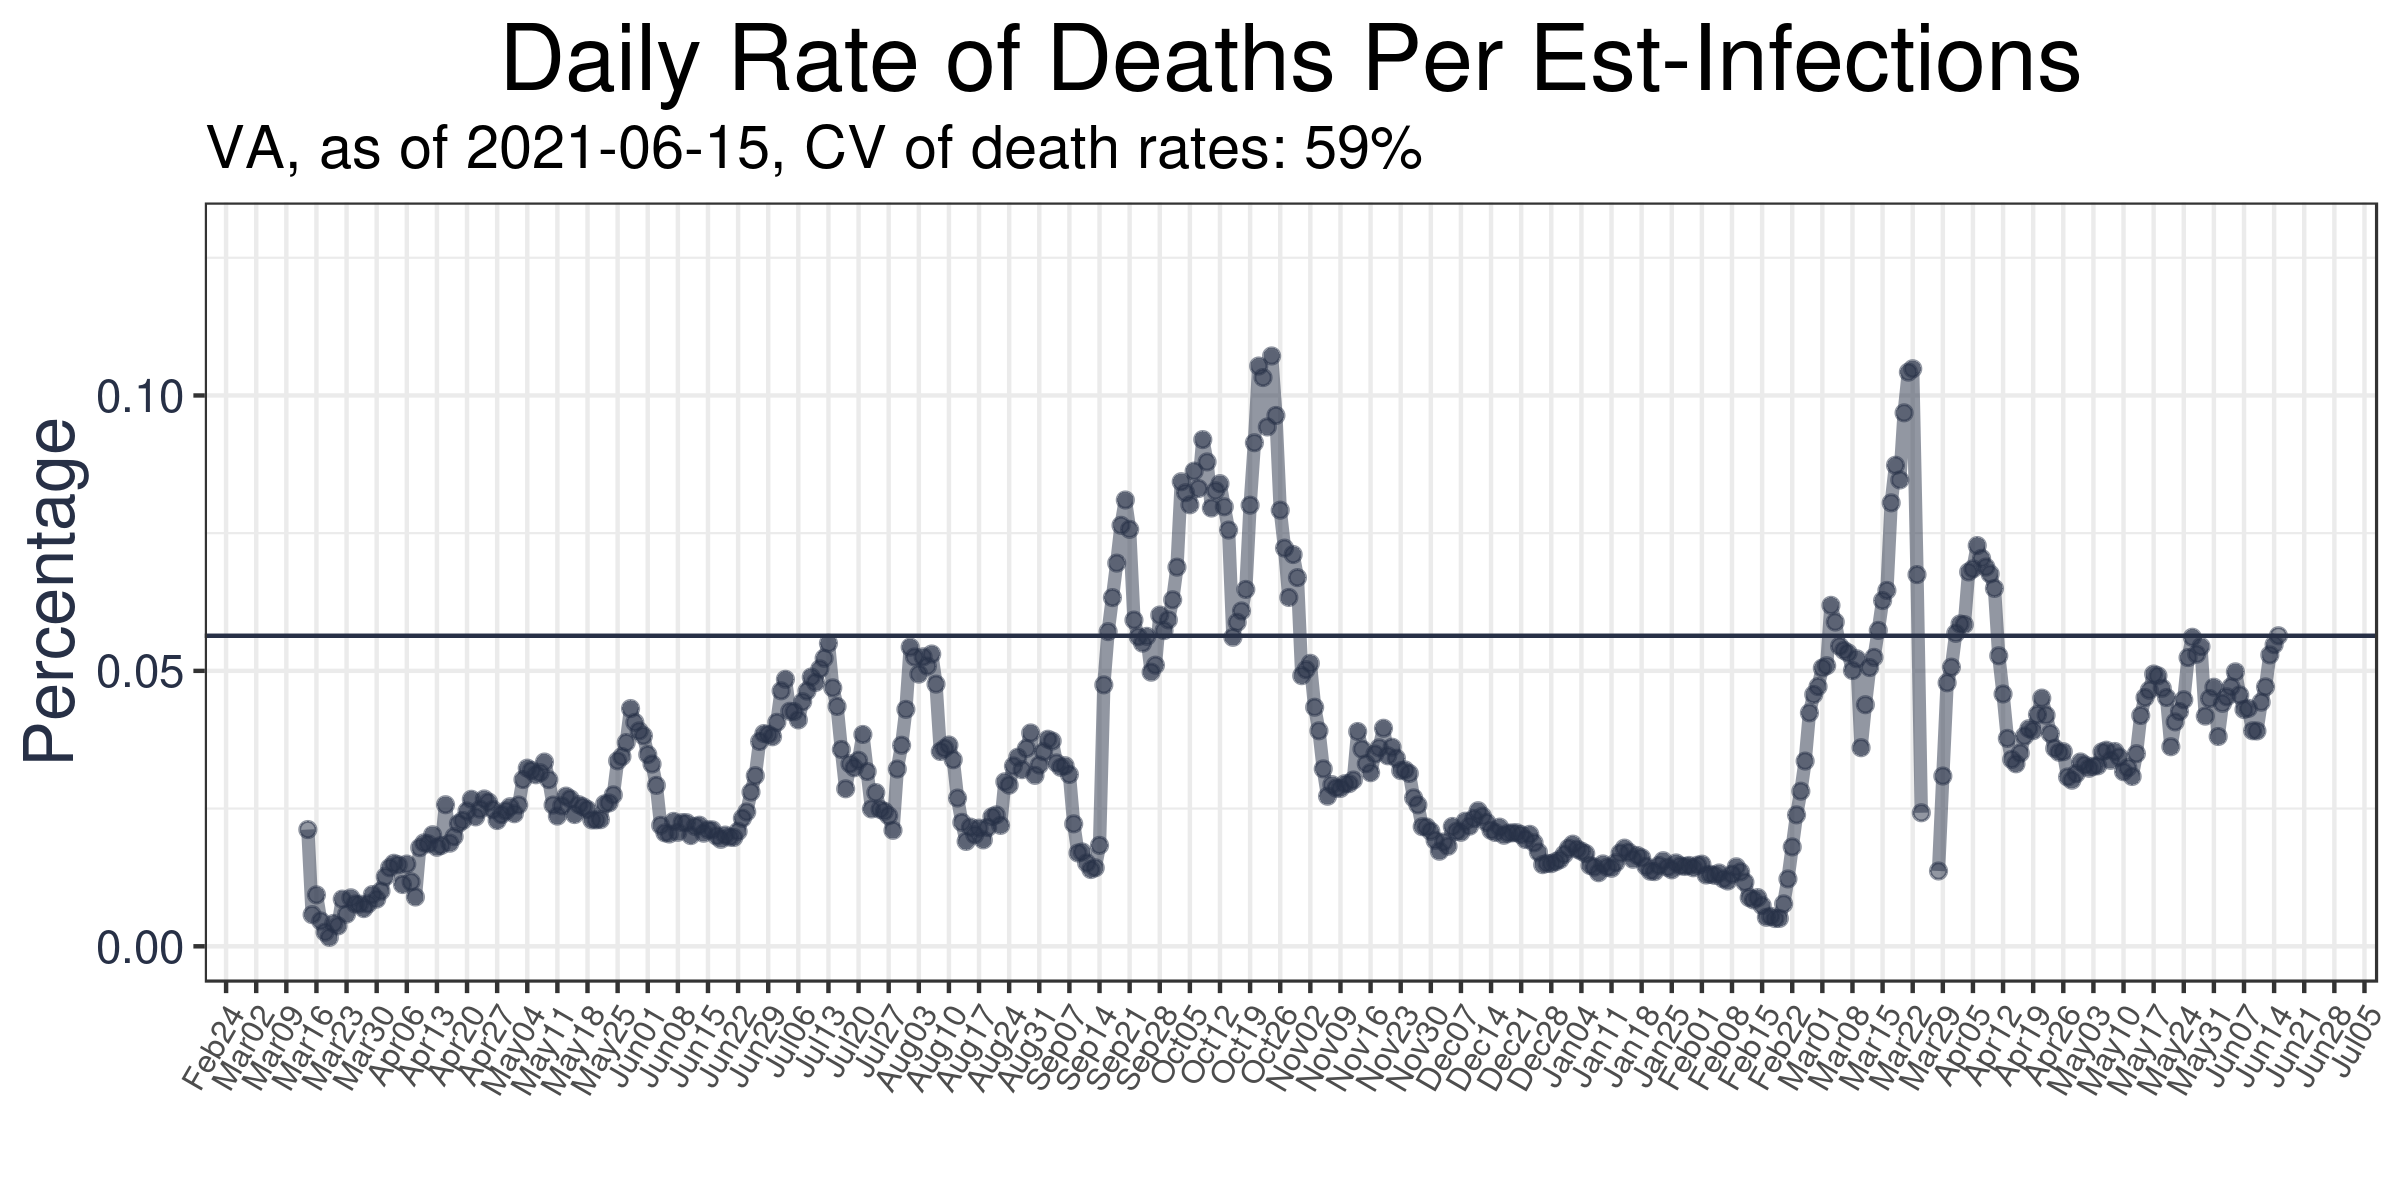 Daily Rate of Deaths Per Est-Infections
VA, as of 2021-06-15, CV of death rates: 59%
Percentage
0.10
0.05
0.00
Feb24
Mar02
Mar09
Mar16
Mar23
Mar30
Apr06
Apr13
Apr20
Apr27
May04
May11
May18
May25
Jun01
Jun08
Jun15
Jun22
Jun29
Jul06
Jul13
Jul20
Jul27
Aug03
Aug10
Aug17
Aug24
Aug31
Sep07
Sep14
Sep21
Sep28
Oct05
Oct12
Oct19
Oct26
Nov02
Nov09
Nov16
Nov23
Nov30
Dec07
Dec14
Dec21
Dec28
Jan04
Jan11
Jan18
Jan25
Feb01
Feb08
Feb15
Feb22
Mar01
Mar08
Mar15
Mar22
Mar29
Apr05
Apr12
Apr19
Apr26
May03
May10
May17
May24
May31
Jun07
Jun14
Jun21
Jun28
Jul05